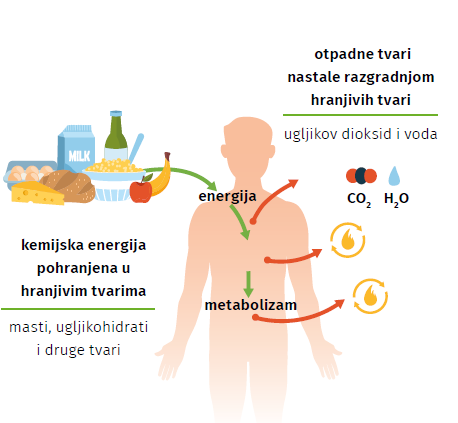 otpadne tvari
nastale razgradnjom
hranjivih tvari
ugljikov dioksid i voda
MILK
energija
CO2 H2O
kemijska energija
pohranjena u
hranjivim tvarima
masti, ugljikohidrati
i druge tvari
metabolizam